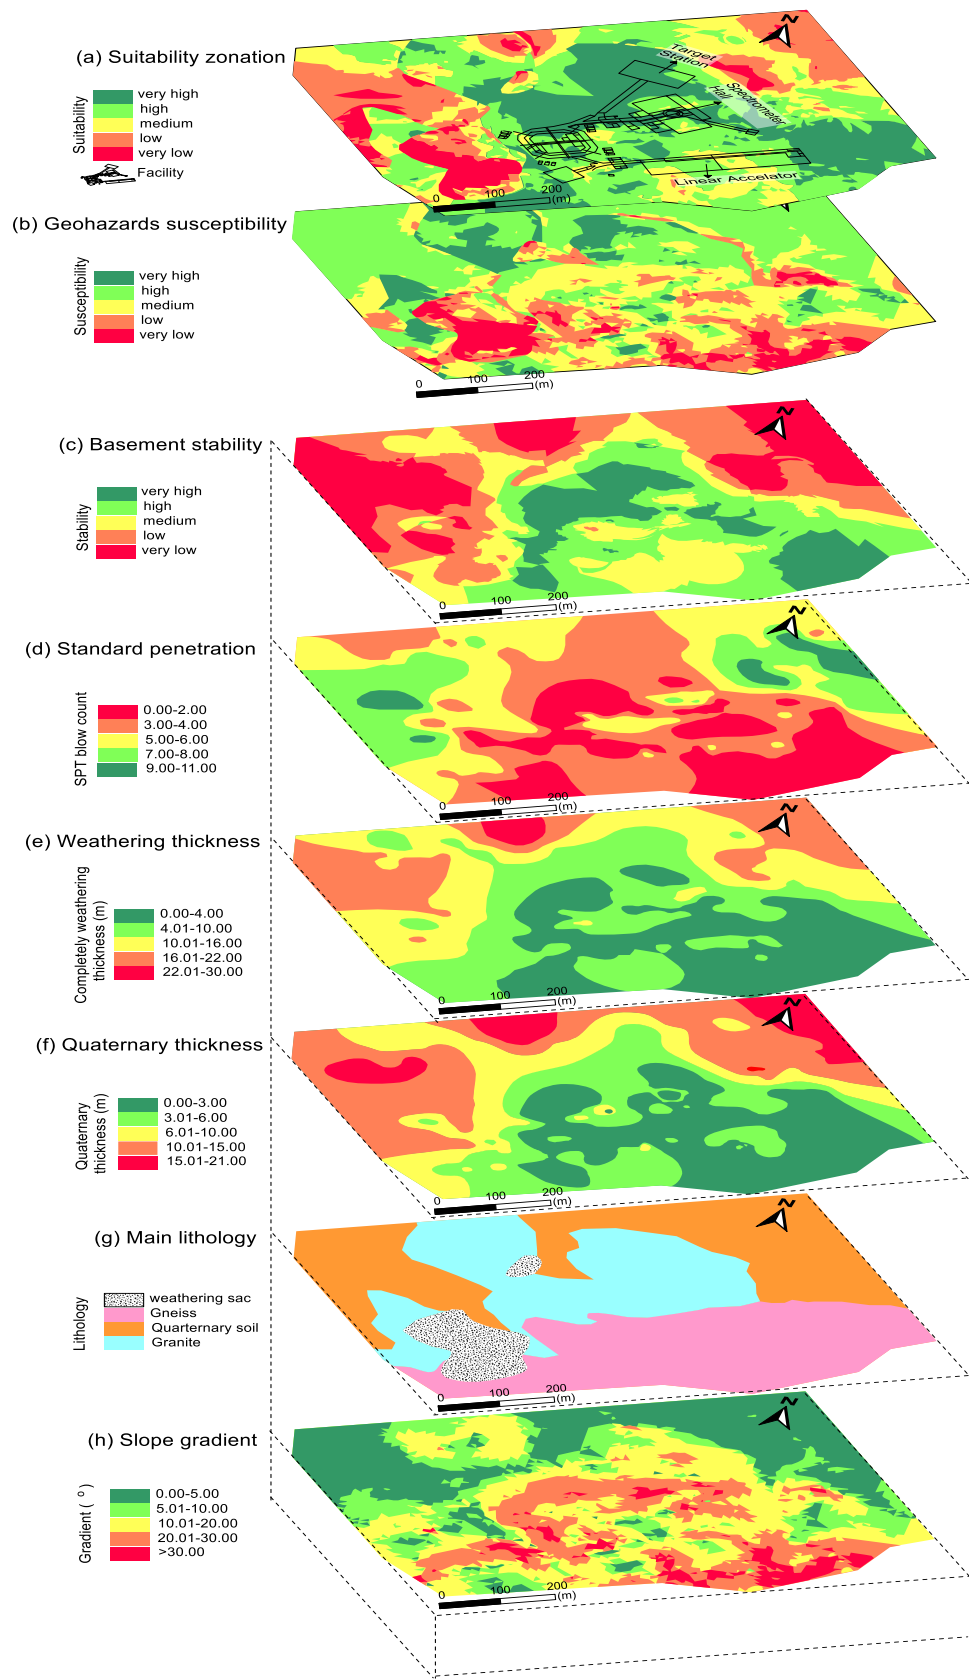 (a) Suitability zonation
Suitability
very high
high
medium
low
very low
Facility
N
Target
Station
Spectrometer
Hall
Linear Accelator
0 100 200
(m)
(b) Geohazards susceptibility
Susceptibility
very high
high
medium
low
very low
0 100 200
(m)
(c) Basement stability
Stability
very high
high
medium
low
very low
N
0 100 200
(m)
(d) Standard penetration
SPT blow count
0.00-2.00
3.00-4.00
5.00-6.00
7.00-8.00
9.00-11.00
N
0 100 200
(m)
(e) Weathering thickness
Completely weathering
thickness (m)
0.00-4.00
4.01-10.00
10.01-16.00
16.01-22.00
22.01-30.00
N
0 100 200
(m)
(f) Quaternary thickness
Quaternary
thickness (m)
0.00-3.00
3.01-6.00
6.01-10.00
10.01-15.00
15.01-21.00
N
0 100 200
(m)
(g) Main lithology
Lithology
weathering sac
Gneiss
Quarternary soil
Granite
N
0 100 200
(m)
(h) Slope gradient
Gradient ( ° )
0.00-5.00
5.01-10.00
10.01-20.00
20.01-30.00
>30.00
N
0 100 200
(m)